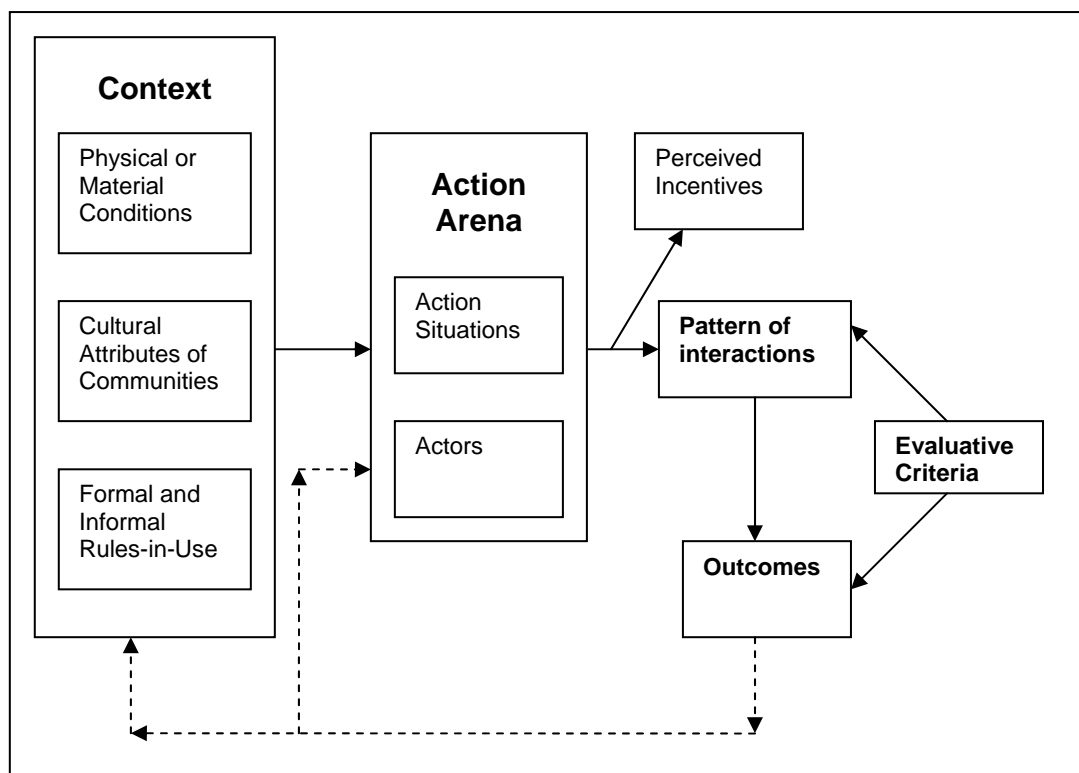 Context
Physical or
Material
Conditions
Cultural
Attributes of
Communities
Formal and
Informal
Rules-in-Use
Action
Arena
Action
Situations
Actors
Perceived
Incentives
Pattern of
interactions
Evaluative
Criteria
Outcomes